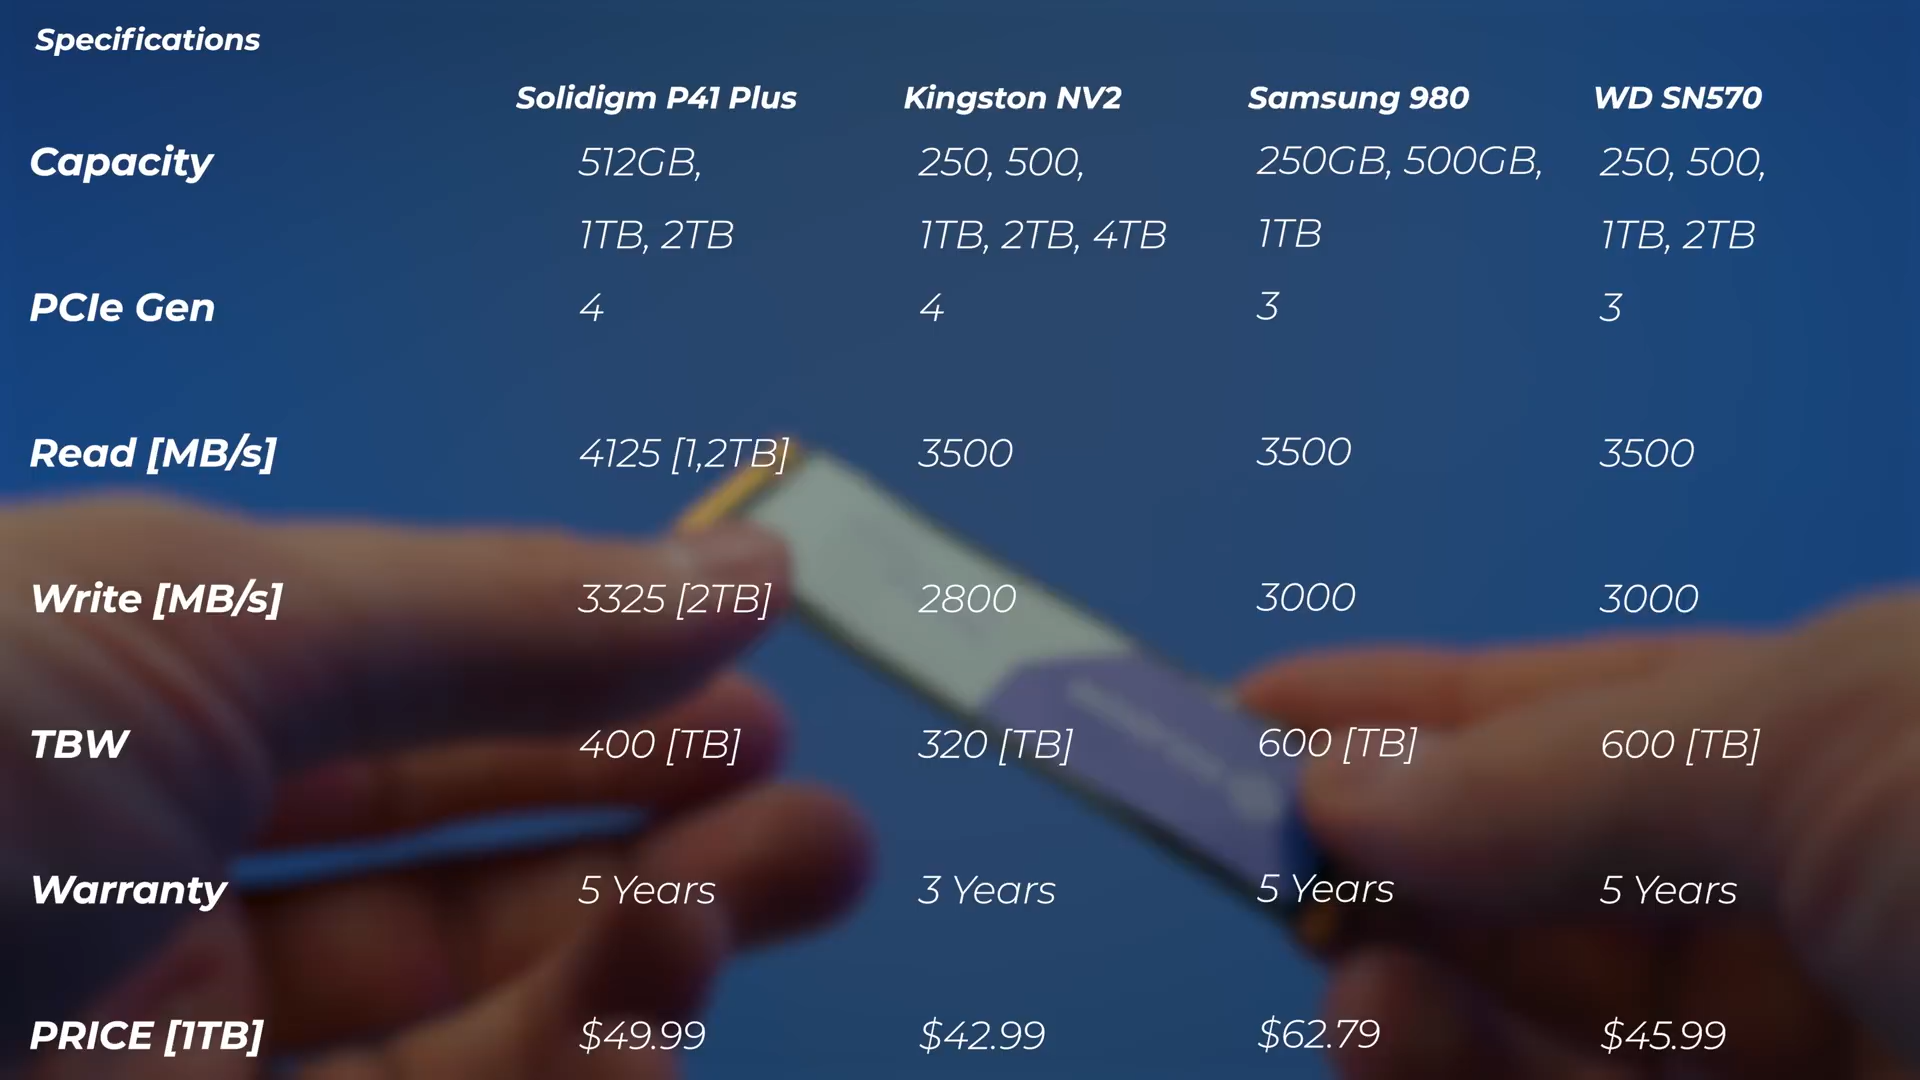 Specifications
Solidigm P41 Plus Kingston NV2 Samsung 980 WD SN570
Capacity 512GB, 250, 500, 250GB, 500GB, 250, 500,
1TB, 2TB 1TB, 2TB, 4TB 1TB 1TB, 2TB
PCIe Gen 4 4 3 3
Read [MB/s] 4125 [1,2TB] 3500 3500 3500
Write [MB/s] 3325 [2TB] 2800 3000 3000
TBW 400 [TB] 320 [TB] 600 [TB] 600 [TB]
Warranty 5 Years 3 Years 5 Years 5 Years
PRICE [1TB] $49.99 $42.99 $62.79 $45.99